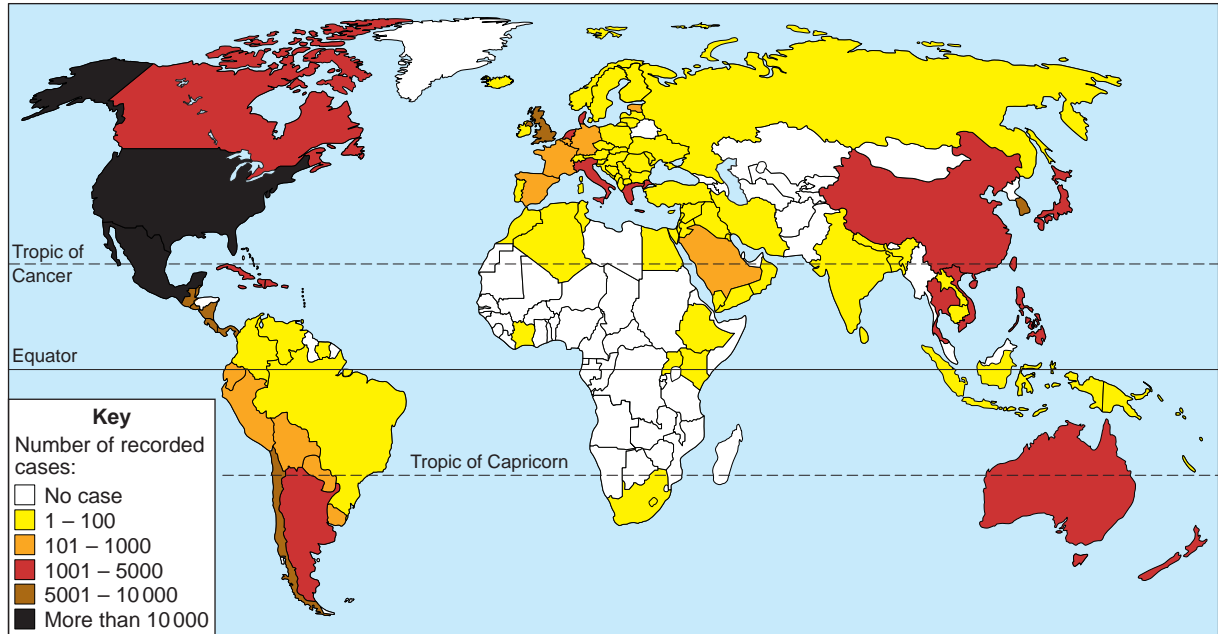 Tropic of
Cancer
Equator
Tropic of Capricorn
Key
Number of recorded
cases:
No case
1 – 100
101 – 1000
1001 – 5000
5001 – 10 000
More than 10 000